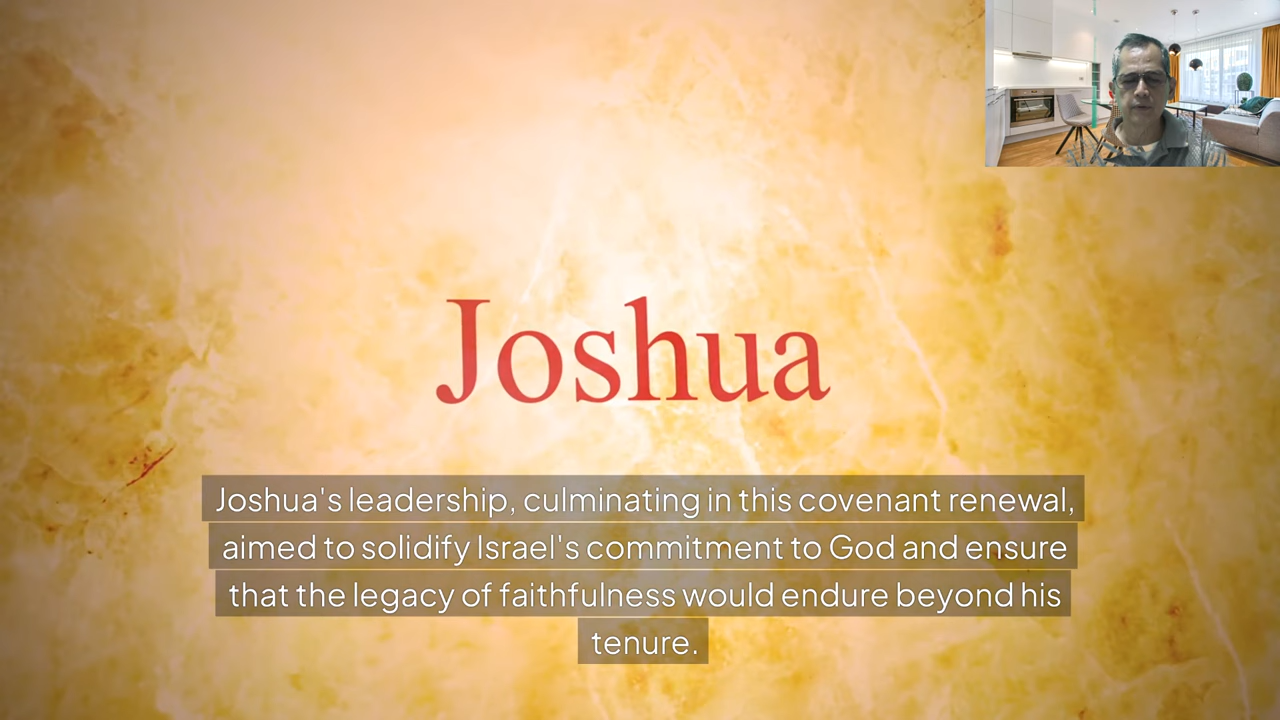 Joshua
Joshua's leadership, culminating in this covenant renewal,
aimed to solidify Israel's commitment to God and ensure
that the legacy of faithfulness would endure beyond his
tenure.